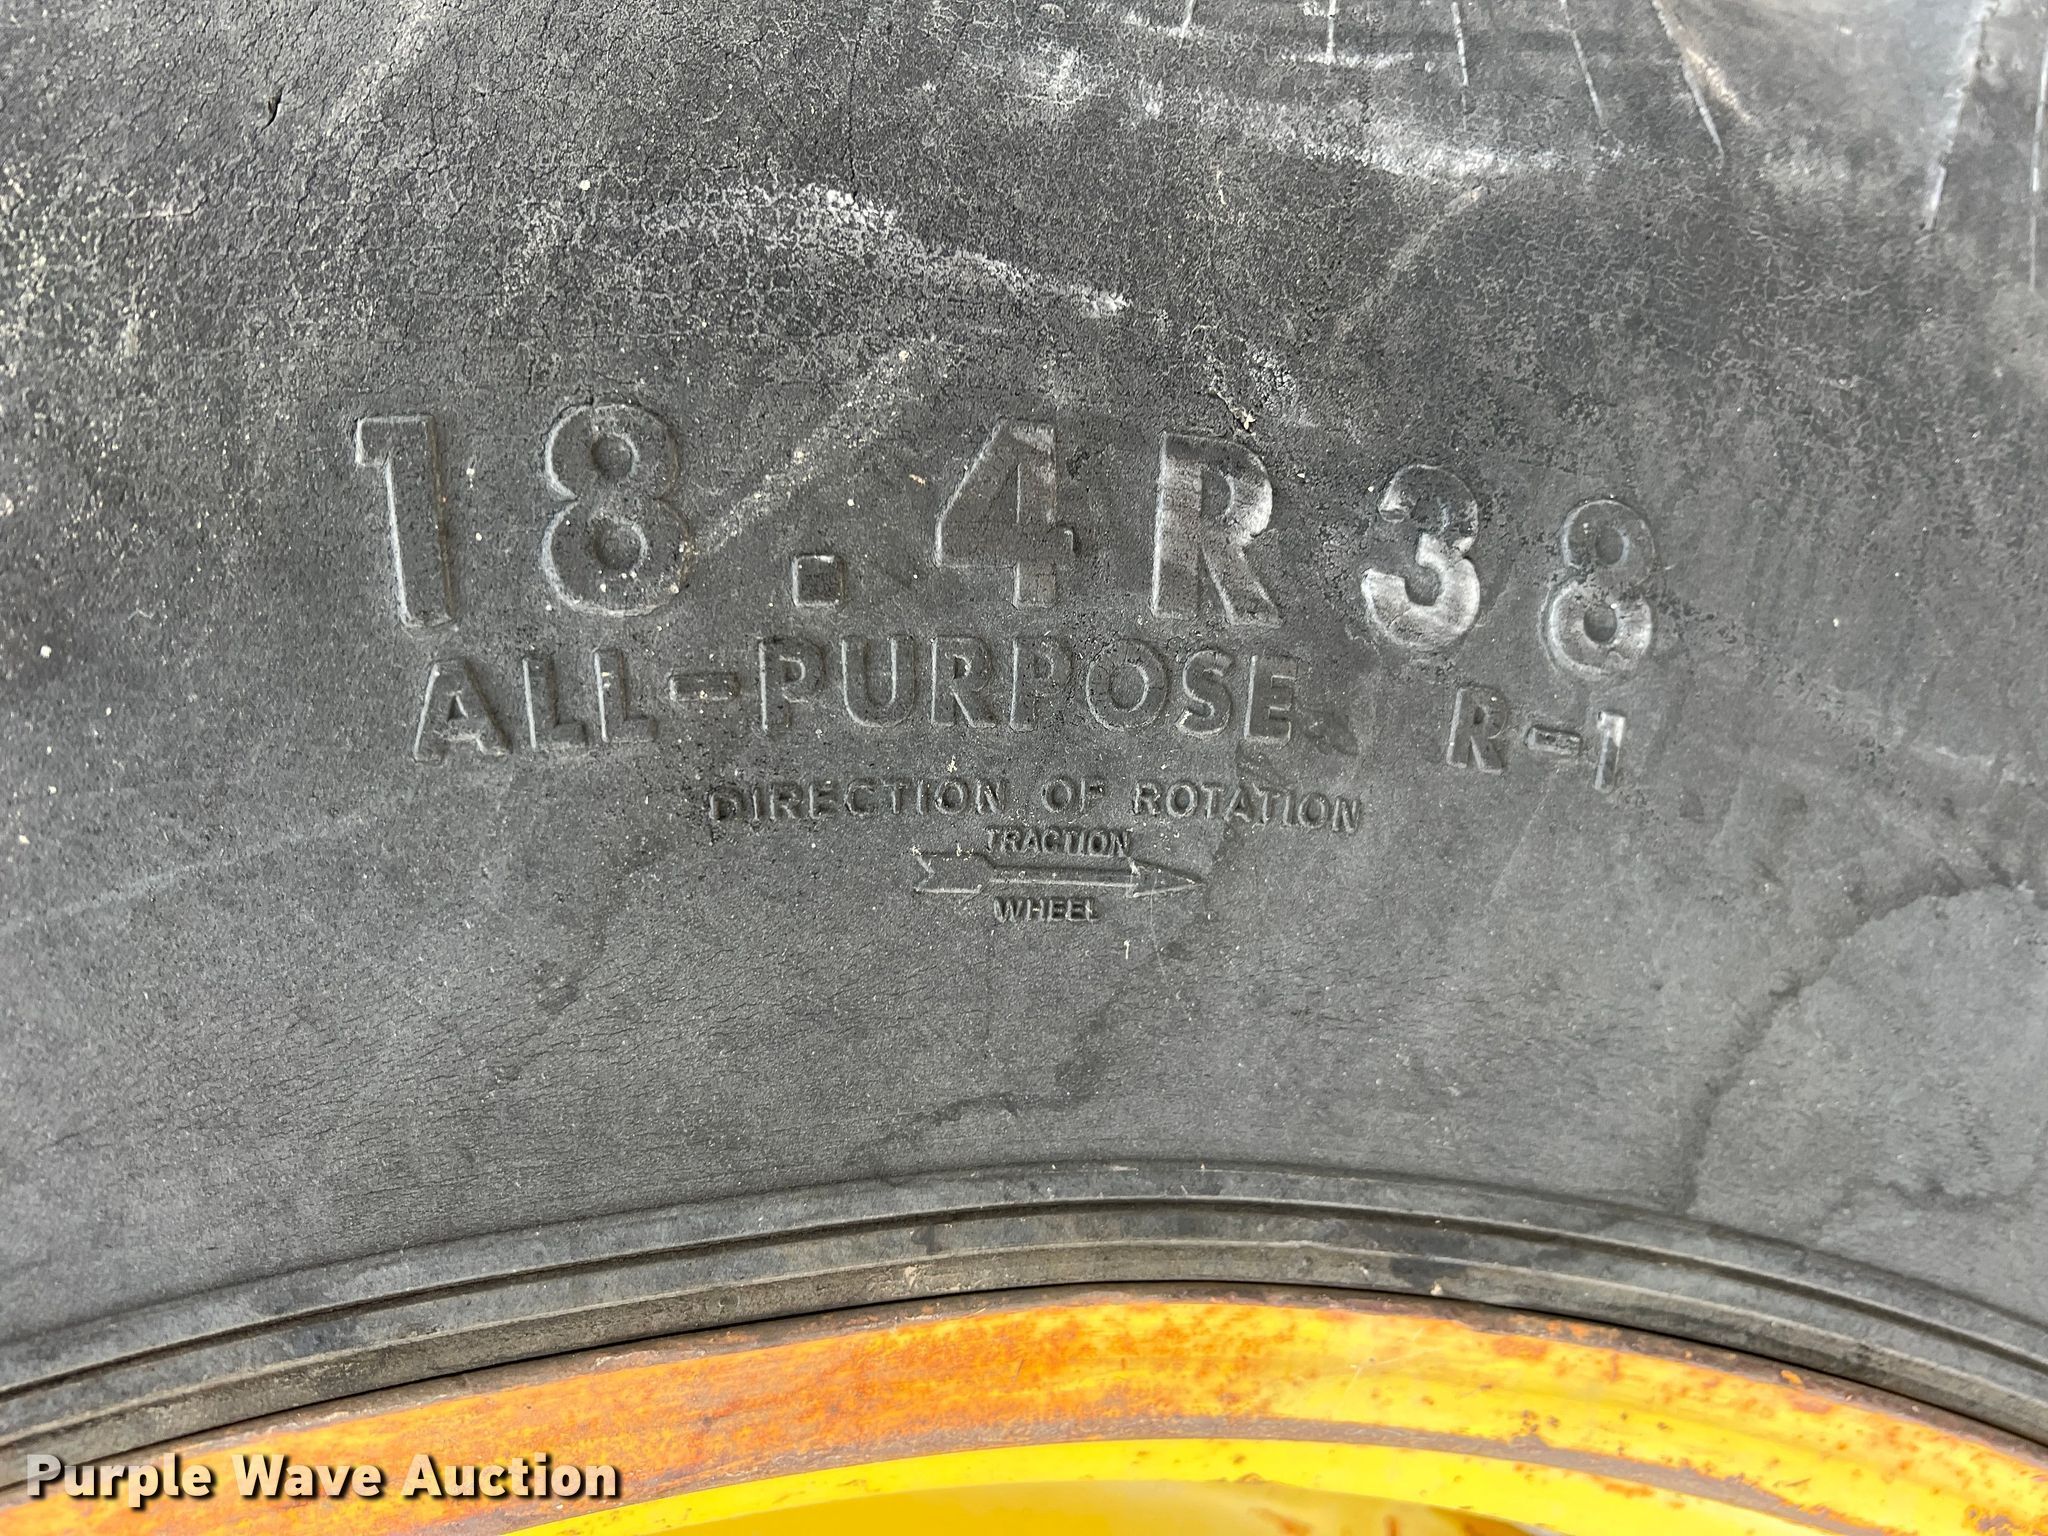 18.4R38
ALL-PURPOSE R-1
DIRECTION OF ROTATION
TRACTION
WHEEL
Purple Wave Auction